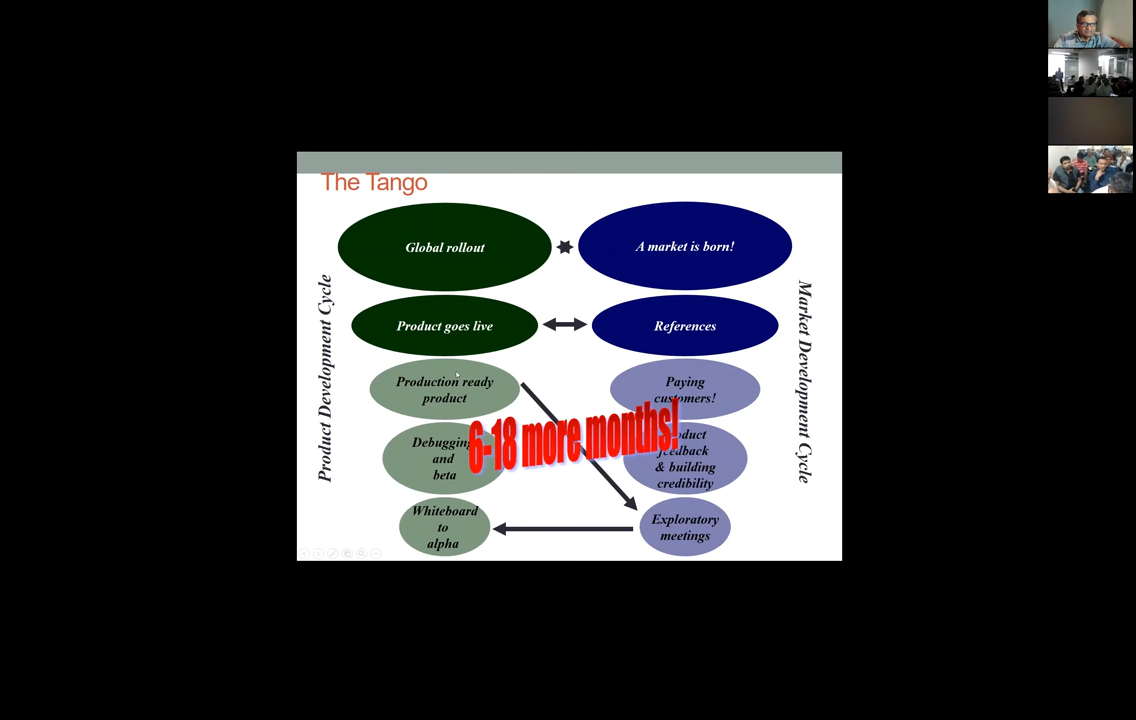 The Tango
Global rollout
A market is born!
Product Development Cycle
Market Development Cycle
Product goes live
References
Production ready
product
Paying
customers!
6-18 more months!
Debugging
and
beta
feedback
& building
credibility
Whiteboard
to
alpha
Exploratory
meetings